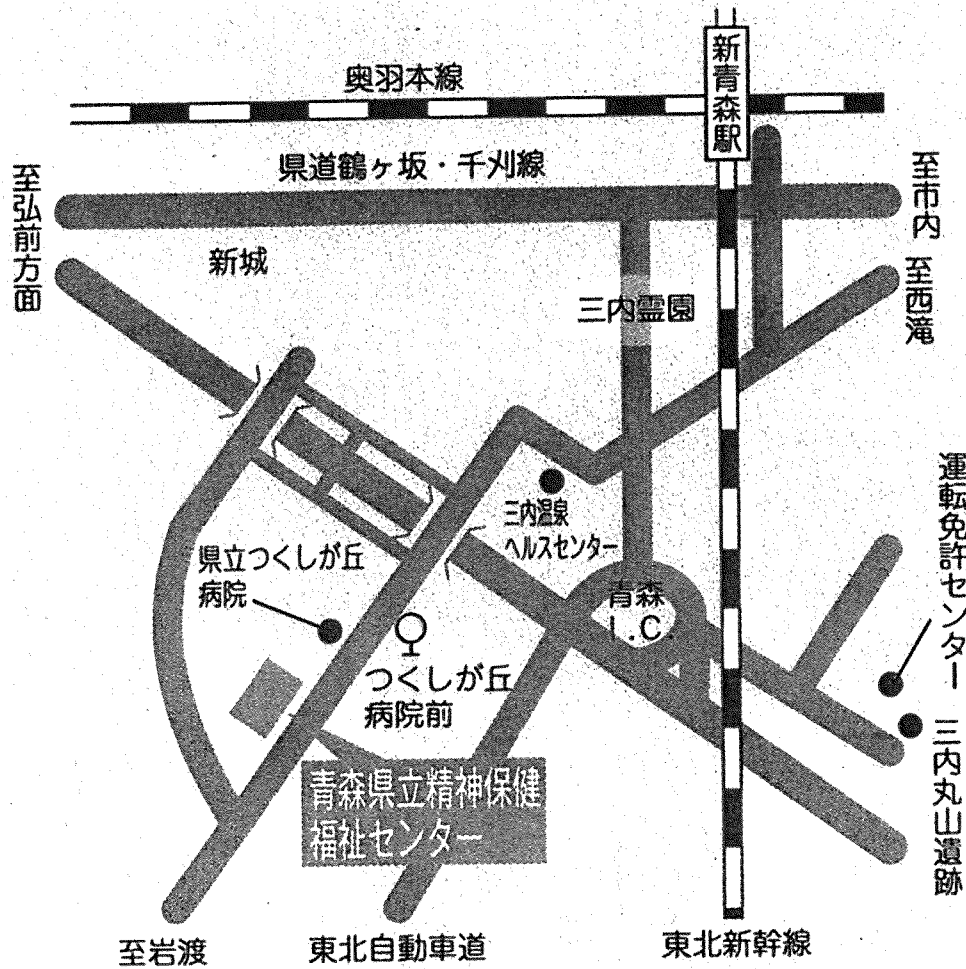 新青森駅
奥羽本線
県道鶴ヶ坂・千刈線
至弘前方面
至市内
新城
至西滝
三内霊園
運転免許センター
三内温泉
ヘルスセンター
県立つくしが丘
病院
青森
I.C.
つくしが丘
病院前
三内丸山遺跡
青森県立精神保健
福祉センター
至岩渡
東北自動車道
東北新幹線